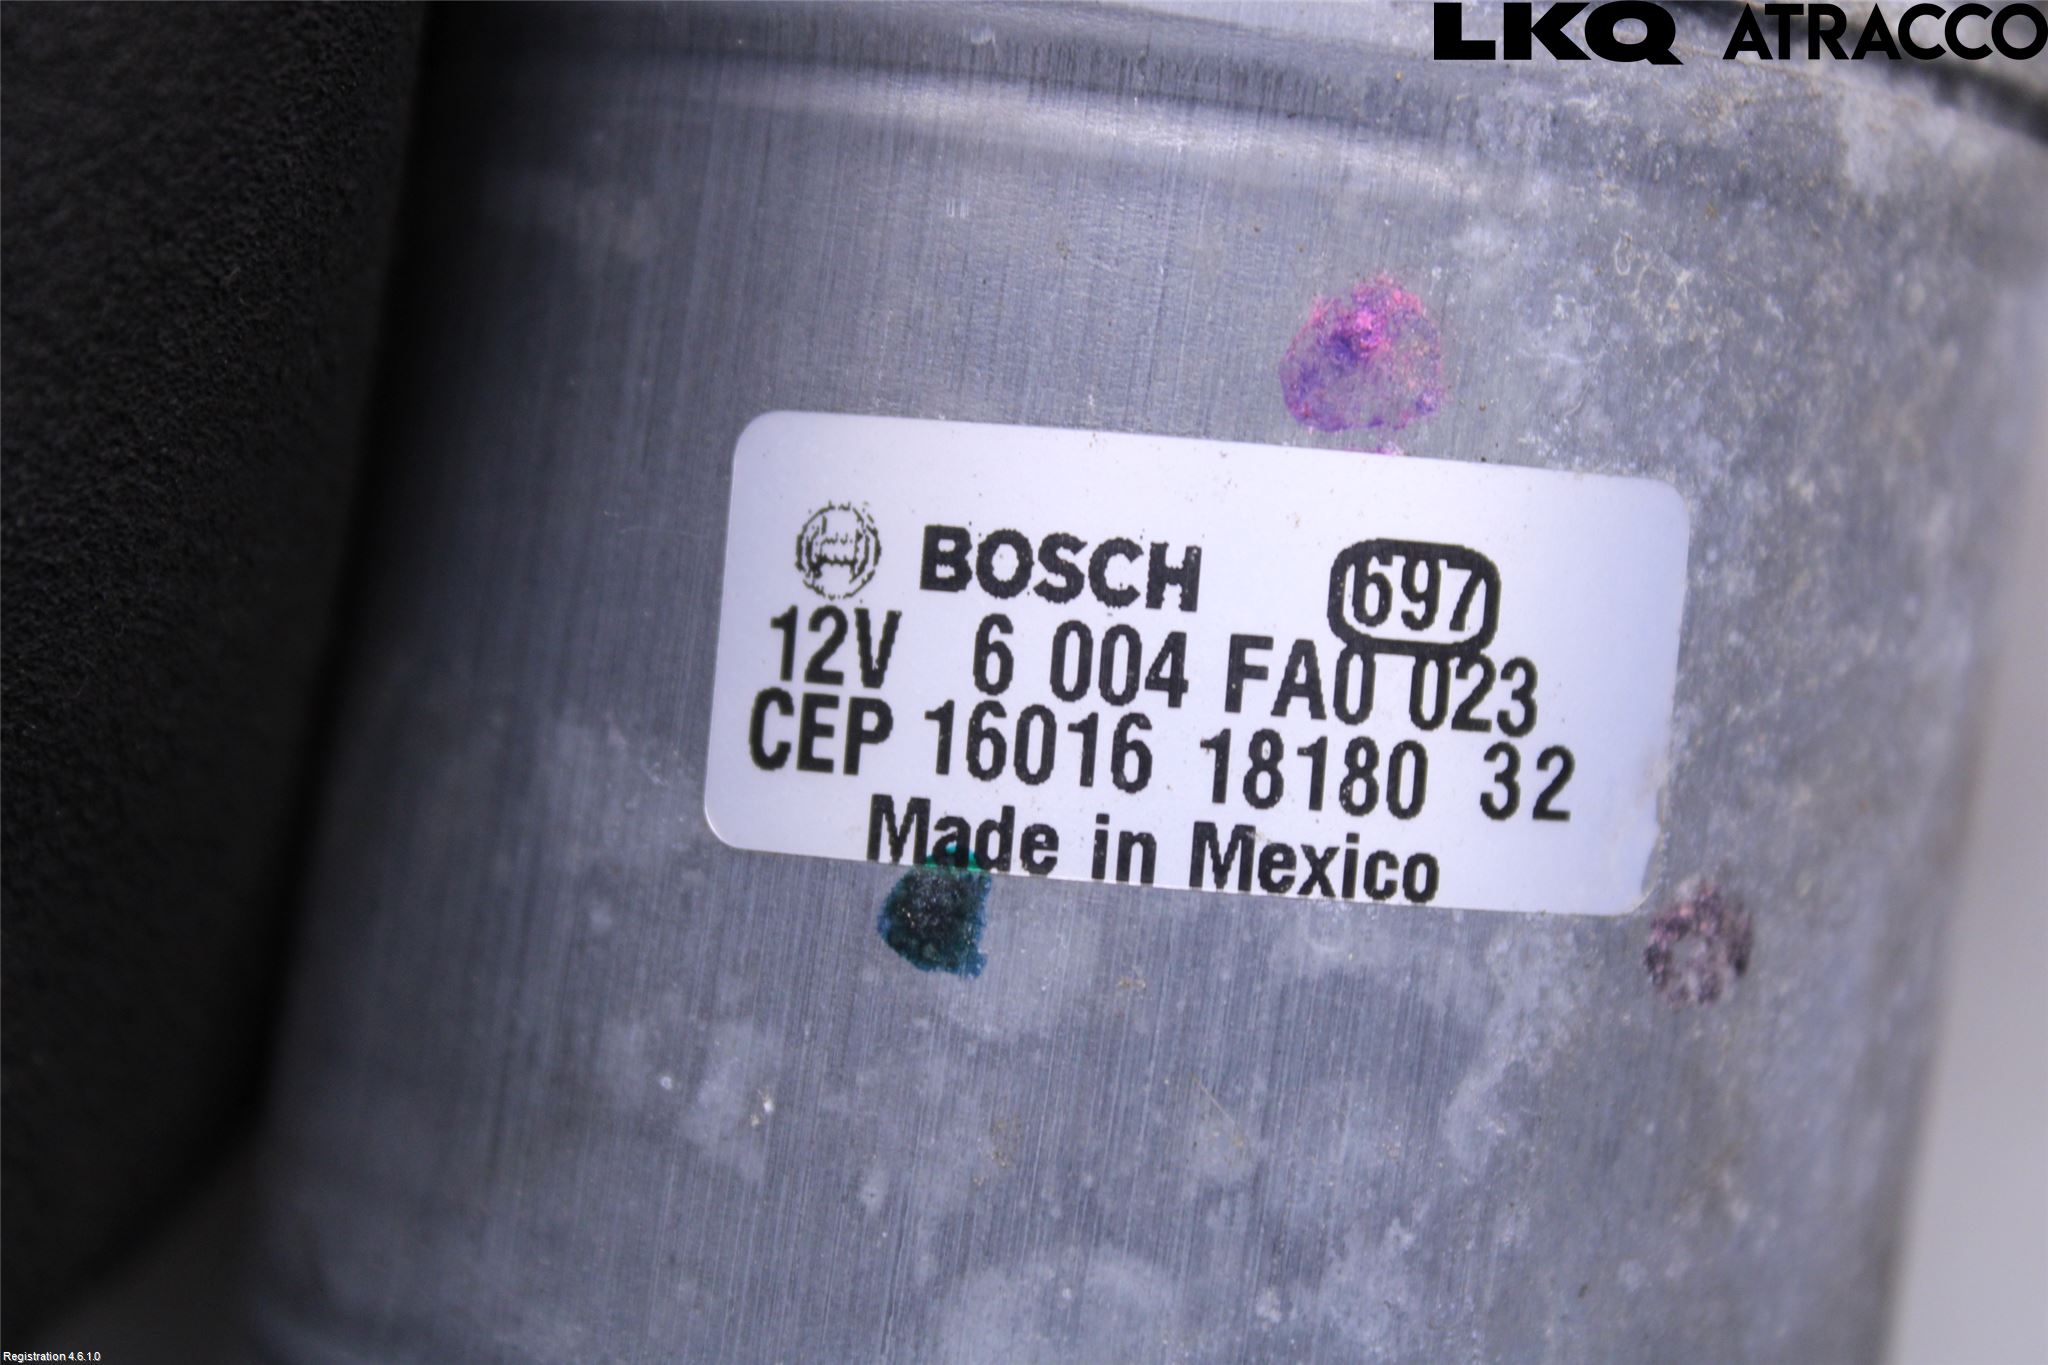 LKQ ATRACCO
BOSCH 697
12V 6 004 FA0 023
CEP 16016 18180 32
Made in Mexico
Registration 4.6.1.0